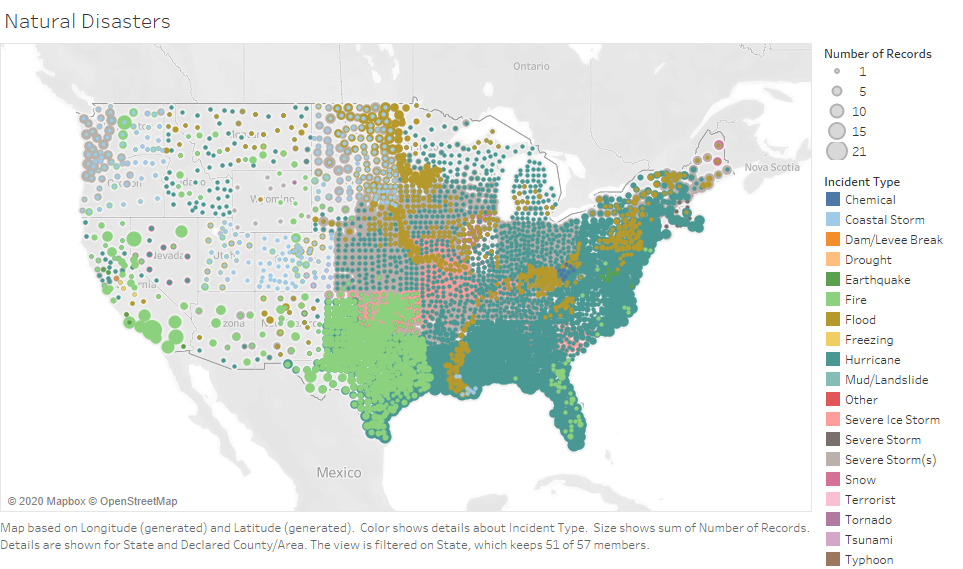 Natural Disasters
Ontario
Nova Scotia
Mexico
© 2020 Mapbox © OpenStreetMap
Number of Records
1
5
10
15
21
Incident Type
Chemical
Coastal Storm
Dam/Levee Break
Drought
Earthquake
Fire
Flood
Freezing
Hurricane
Mud/Landslide
Other
Severe Ice Storm
Severe Storm
Severe Storm(s)
Snow
Terrorist
Tornado
Tsunami
Typhoon
Map based on Longitude (generated) and Latitude (generated). Color shows details about Incident Type. Size shows sum of Number of Records.
Details are shown for State and Declared County/Area. The view is filtered on State, which keeps 51 of 57 members.